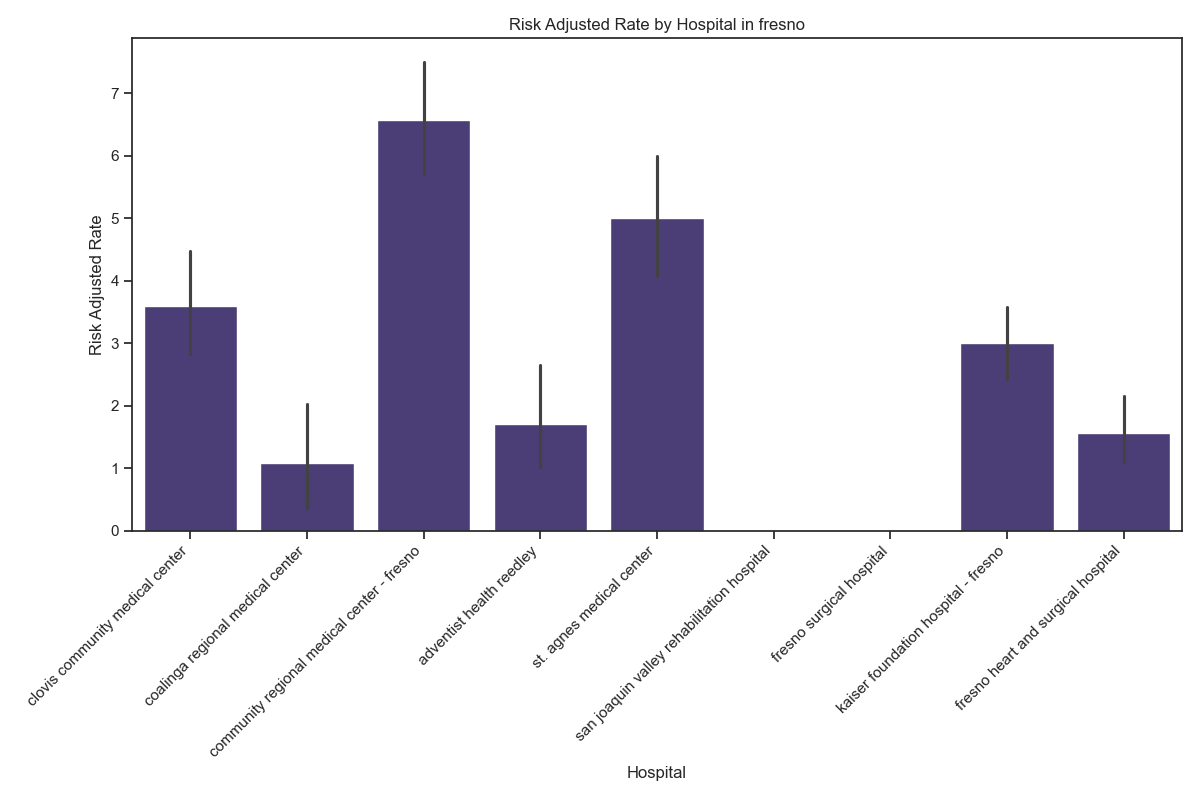 Risk Adjusted Rate by Hospital in fresno
Risk Adjusted Rate
7
6
5
4
3
2
1
0
clovis community medical center
coalinga regional medical center
community regional medical center - fresno
adventist health reedley
st. agnes medical center
san joaquin valley rehabilitation hospital
fresno surgical hospital
kaiser foundation hospital - fresno
fresno heart and surgical hospital
Hospital